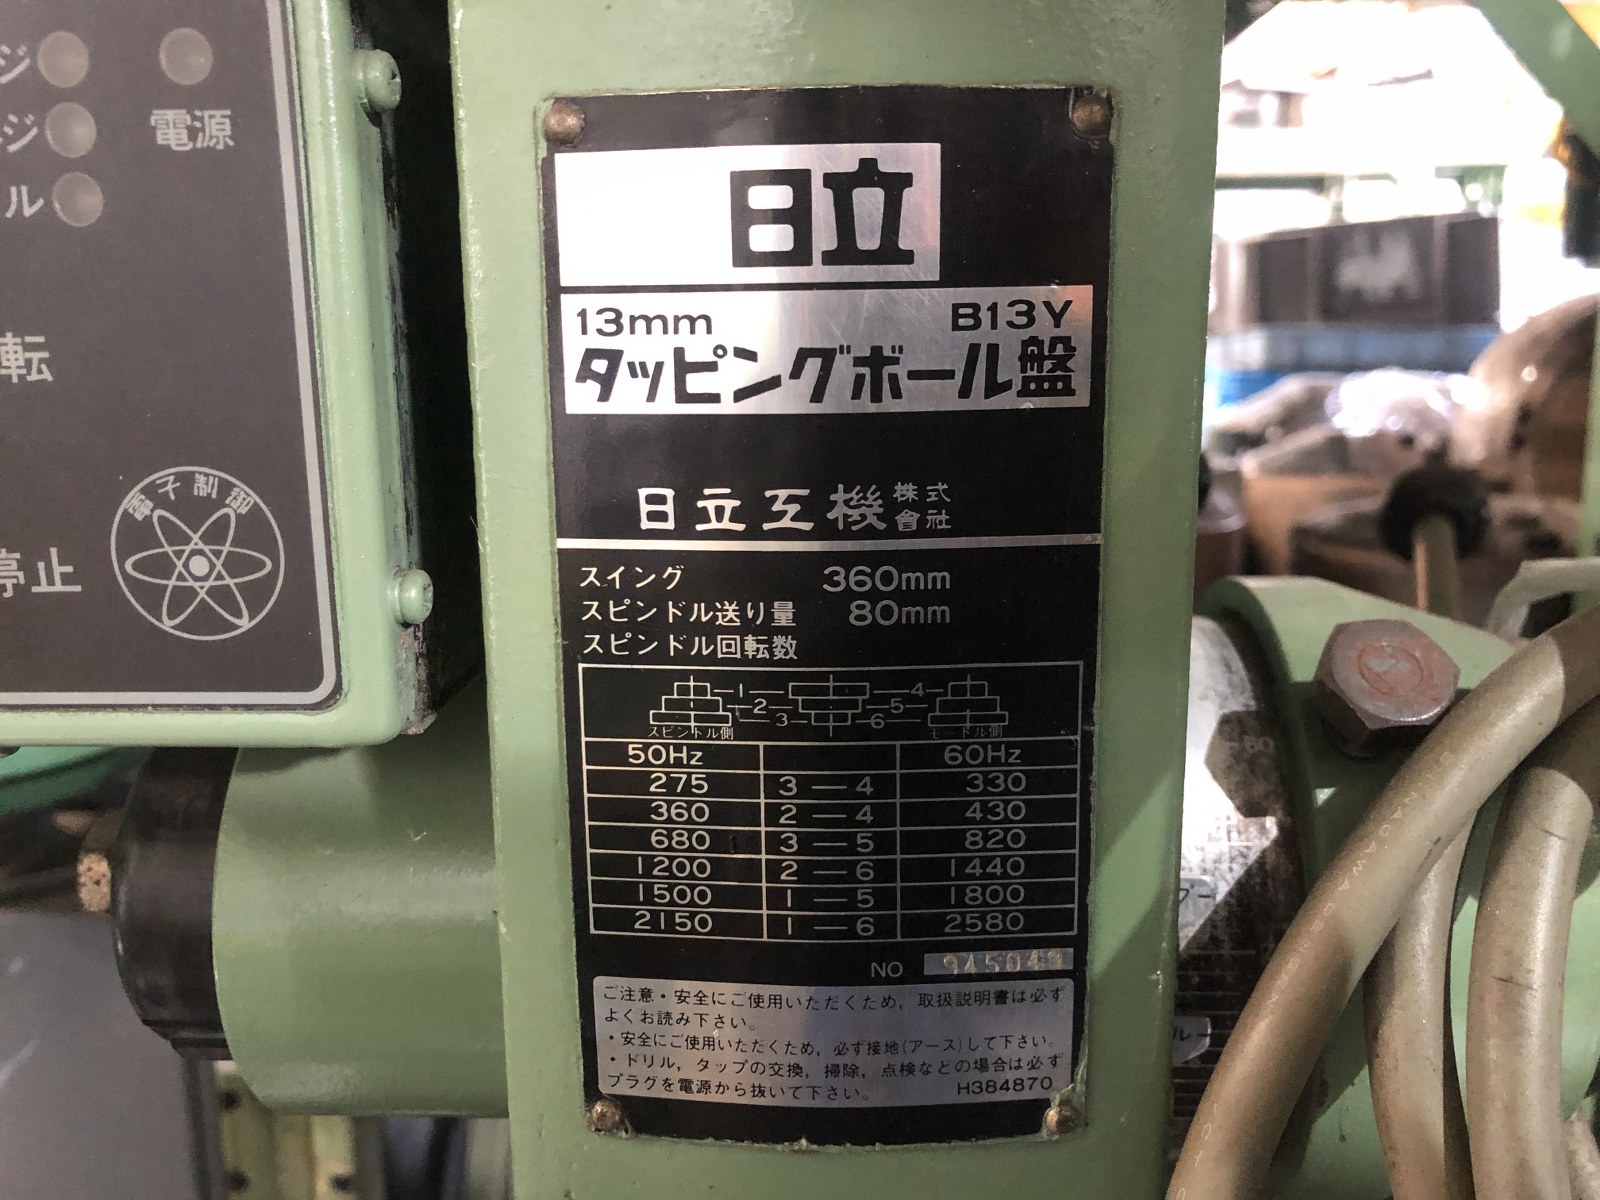 ジ
電源
ジ
ル
転
電子制御
停止
日立
13mm B13Y
タッピングボール盤
日立工機株式會社
スイング 360mm
スピンドル送り量 80mm
スピンドル回転数
1 4
2 5
3 6
スピンドル側 モートル側
50Hz 60Hz
275 3—4 330
360 2—4 430
680 3—5 820
1200 2—6 1440
1500 1—5 1800
2150 1—6 2580
NO
ご注意・安全にご使用いただくため，取扱説明書は必ず
よくお読み下さい。
・安全にご使用いただくため，必ず接地(アース)して下さい。
・ドリル，タップの交換，掃除，点検などの場合は必ず
プラグを電源から抜いて下さい。 H384870